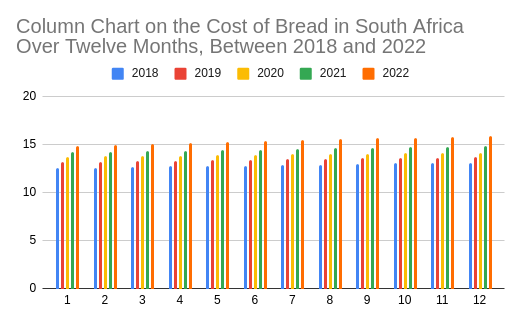 Column Chart on the Cost of Bread in South Africa
Over Twelve Months, Between 2018 and 2022
2018 2019 2020 2021 2022
20
15
10
5
0
1 2 3 4 5 6 7 8 9 10 11 12